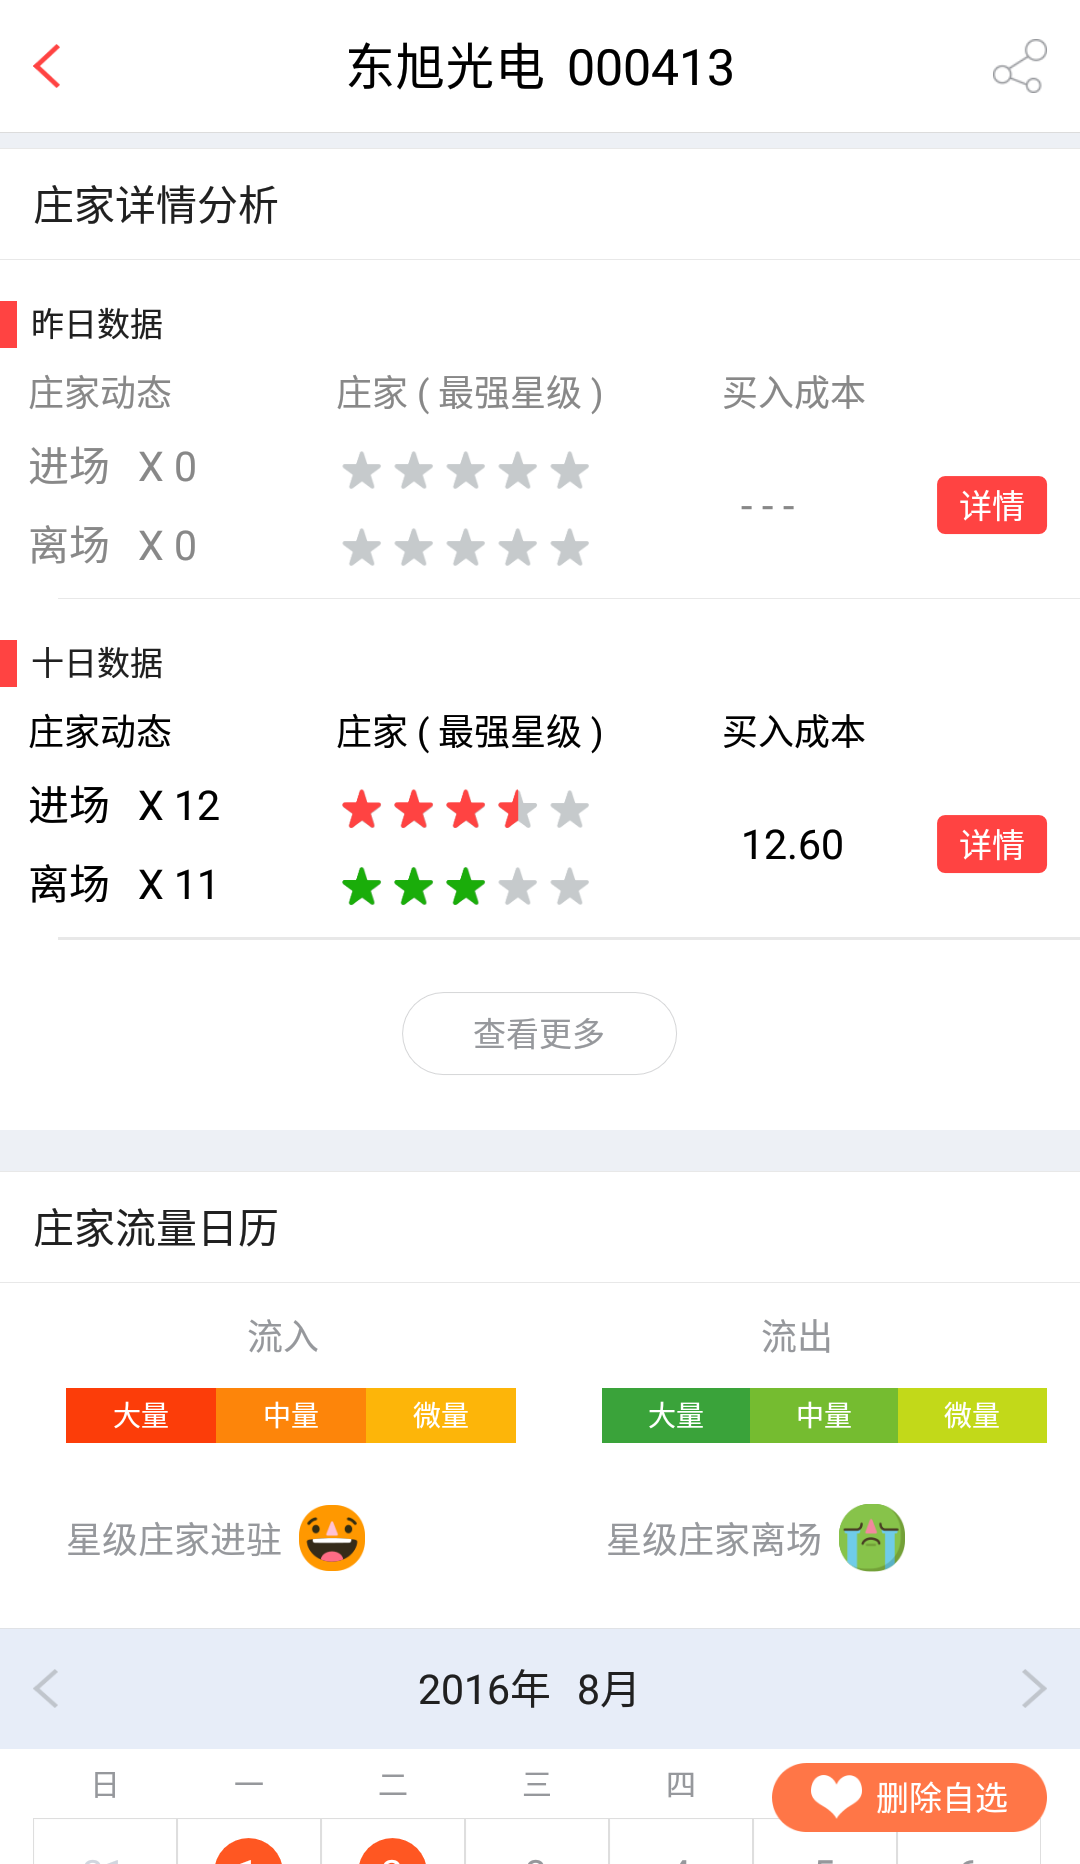 东旭光电 000413
庄家详情分析
昨日数据
庄家动态 庄家 ( 最强星级 ) 买入成本
进场 X 0
--- 详情
离场 X 0
十日数据
庄家动态 庄家 ( 最强星级 ) 买入成本
进场 X 12
12.60 详情
离场 X 11
查看更多
庄家流量日历
流入 流出
大量 中量 微量 大量 中量 微量
星级庄家进驻 星级庄家离场
2016年 8月
日 一 二 三 四
删除自选